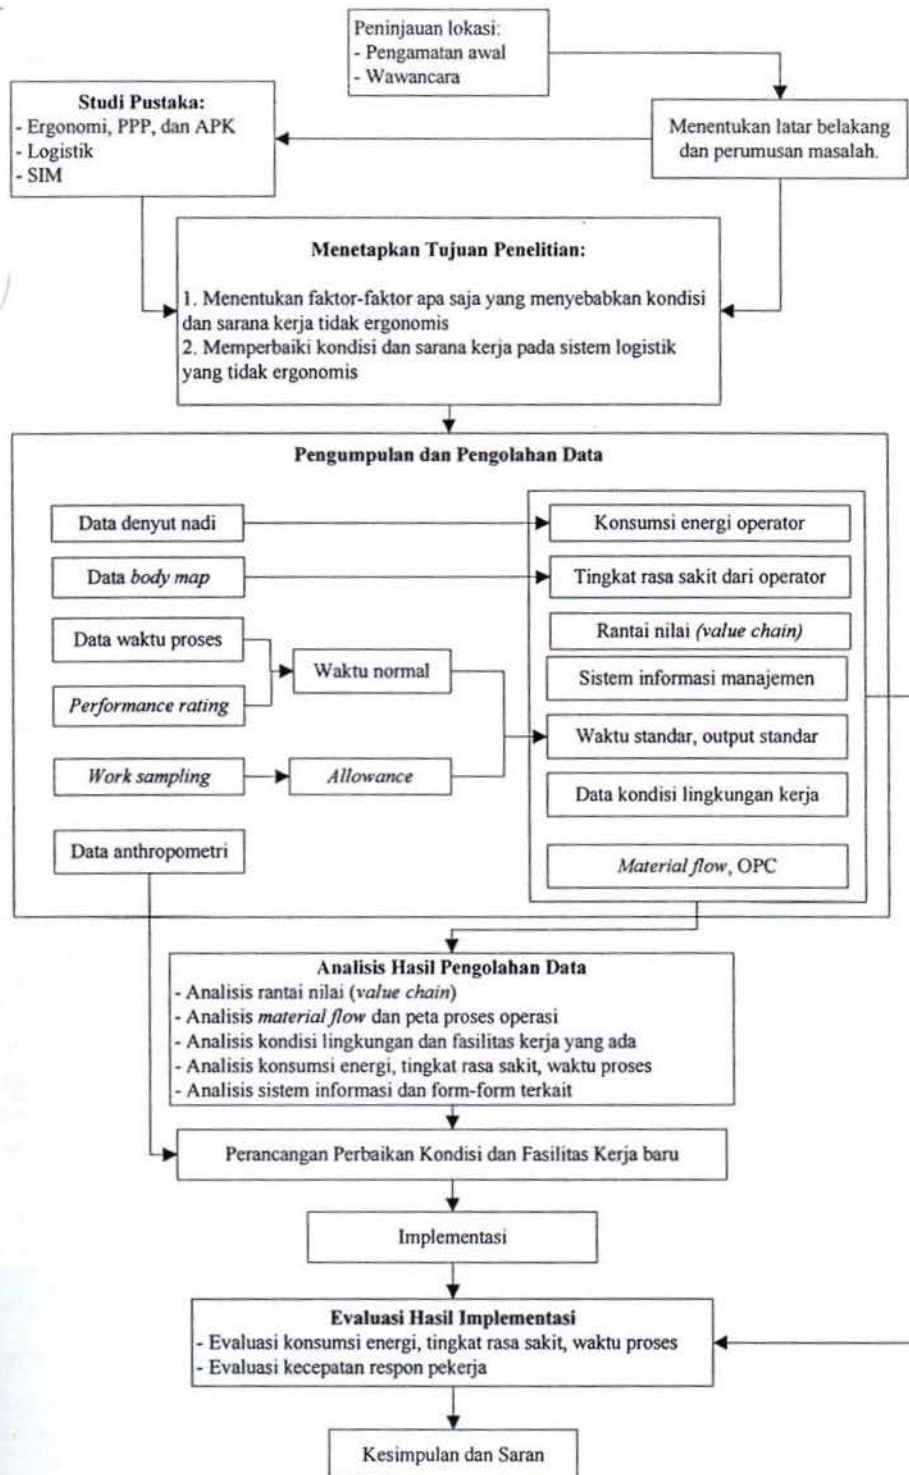 Peninjauan lokasi:
- Pengamatan awal
- Wawancara
Studi Pustaka:
- Ergonomi, PPP, dan APK
- Logistik
- SIM
Menentukan latar belakang
dan perumusan masalah.
Menetapkan Tujuan Penelitian:
1. Menentukan faktor-faktor apa saja yang menyebabkan kondisi
dan sarana kerja tidak ergonomis
2. Memperbaiki kondisi dan sarana kerja pada sistem logistik
yang tidak ergonomis
Pengumpulan dan Pengolahan Data
Data denyut nadi
Konsumsi energi operator
Data body map
Tingkat rasa sakit dari operator
Data waktu proses
Rantai nilai (value chain)
Waktu normal
Sistem informasi manajemen
Performance rating
Waktu standar, output standar
Work sampling
Allowance
Data kondisi lingkungan kerja
Data anthropometri
Material flow, OPC
Analisis Hasil Pengolahan Data
- Analisis rantai nilai (value chain)
- Analisis material flow dan peta proses operasi
- Analisis kondisi lingkungan dan fasilitas kerja yang ada
- Analisis konsumsi energi, tingkat rasa sakit, waktu proses
- Analisis sistem informasi dan form-form terkait
Perancangan Perbaikan Kondisi dan Fasilitas Kerja baru
Implementasi
Evaluasi Hasil Implementasi
- Evaluasi konsumsi energi, tingkat rasa sakit, waktu proses
- Evaluasi kecepatan respon pekerja
Kesimpulan dan Saran